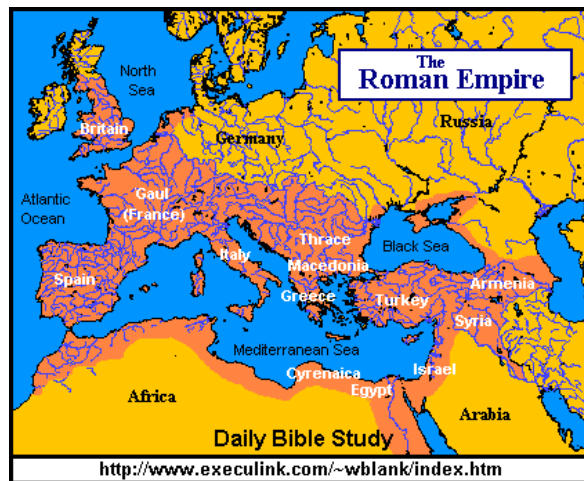 The
Roman Empire
North
Sea
Britain
Germany
Russia
Atlantic
Ocean
Gaul
(France)
Thrace
Black Sea
Italy
Macedonia
Spain
Greece
Turkey
Armenia
Syria
Mediterranean Sea
Cyrenaica
Israel
Egypt
Africa
Arabia
Daily Bible Study
http://www.execulink.com/~wblank/index.htm